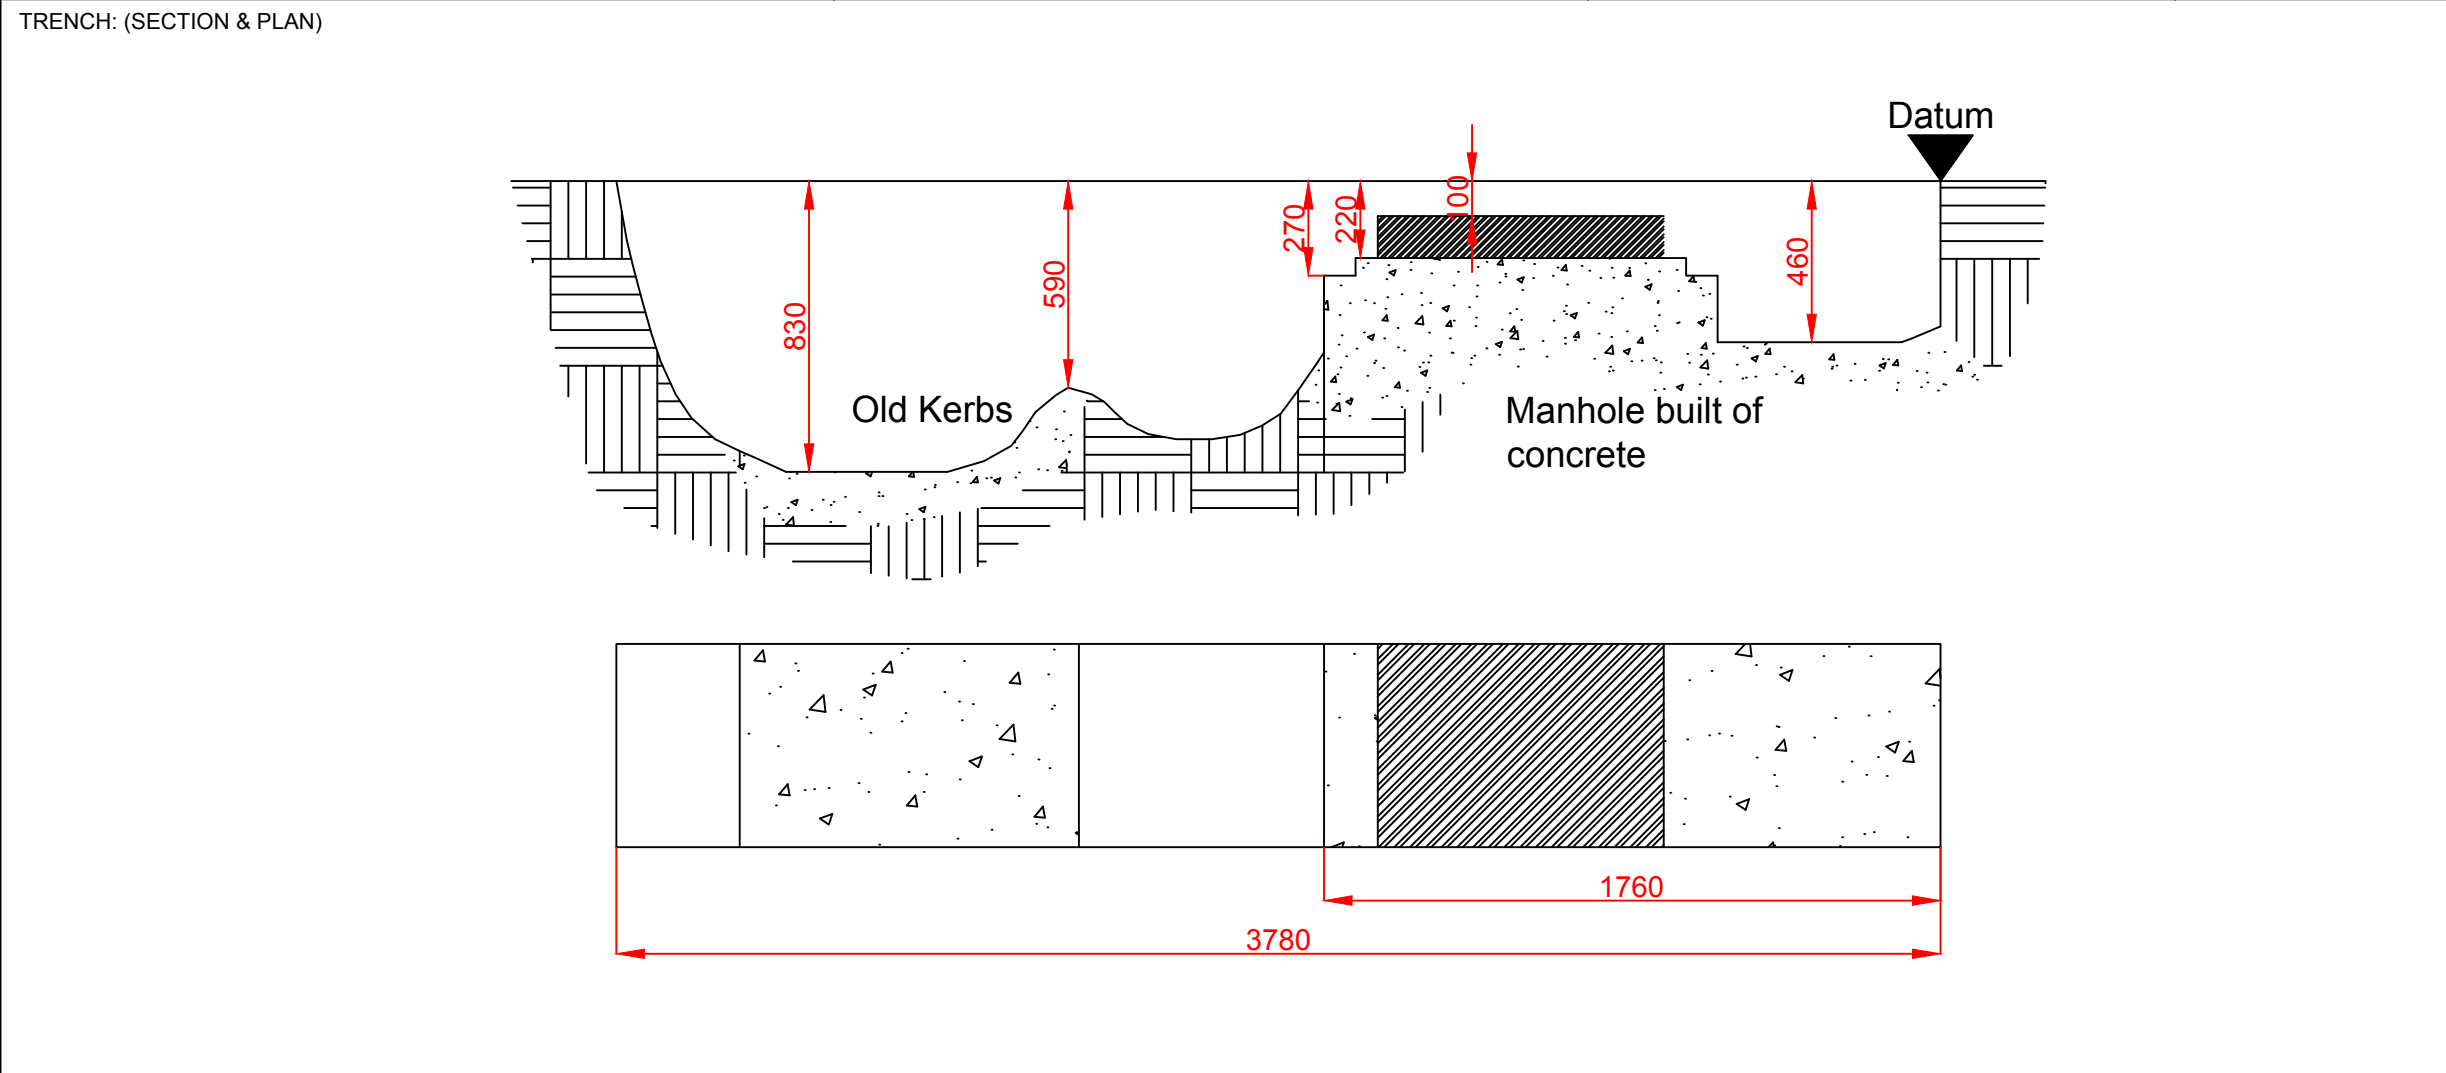 TRENCH: (SECTION & PLAN)
Datum
100
270
220
460
590
830
Old Kerbs
Manhole built of
concrete
1760
3780